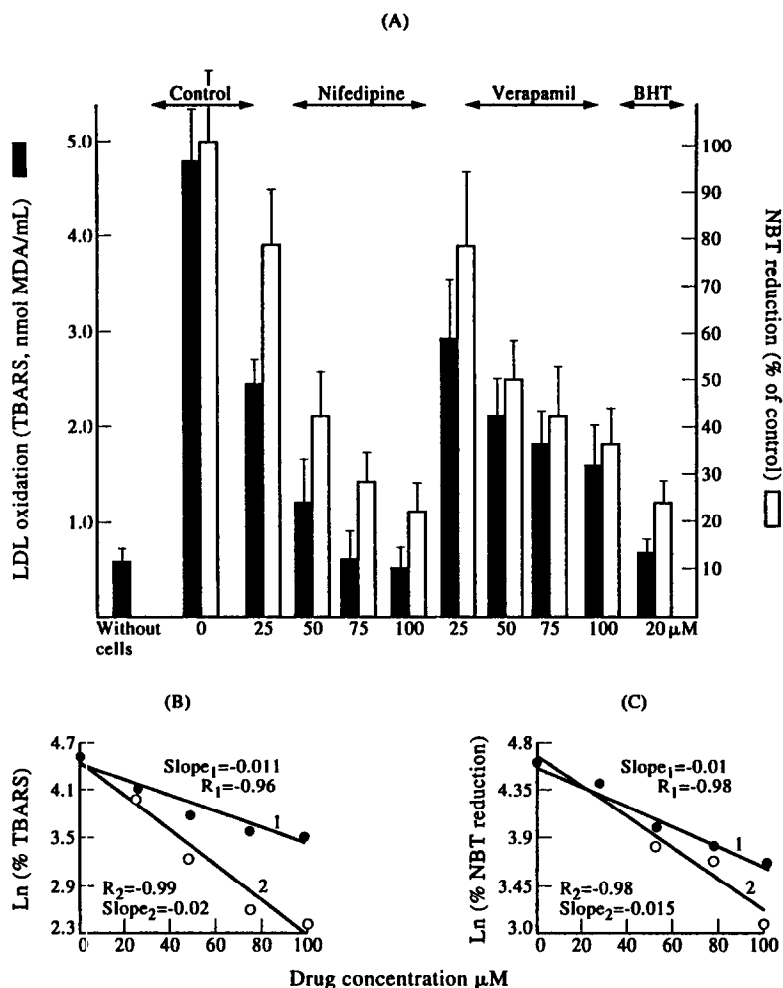 (A)
Control
Nifedipine
Verapamil
BHT
LDL oxidation (TBARS, nmol MDA/mL)
5.0
4.0
3.0
2.0
1.0
100
90
80
70
60
50
40
30
20
10
NBT reduction (% of control)
Without cells
0
25
50
75
100
25
50
75
100
20 μM
(B)
Ln (% TBARS)
4.7
4.1
3.5
2.9
2.3
Slope1=-0.011
R1=-0.96
1
2
R2=-0.99
Slope2=-0.02
0
20
40
60
80
100
(C)
Ln (% NBT reduction)
4.8
4.35
3.9
3.45
3.0
Slope1=-0.01
R1=-0.98
1
2
R2=-0.98
Slope2=-0.015
0
20
40
60
80
100
Drug concentration μM